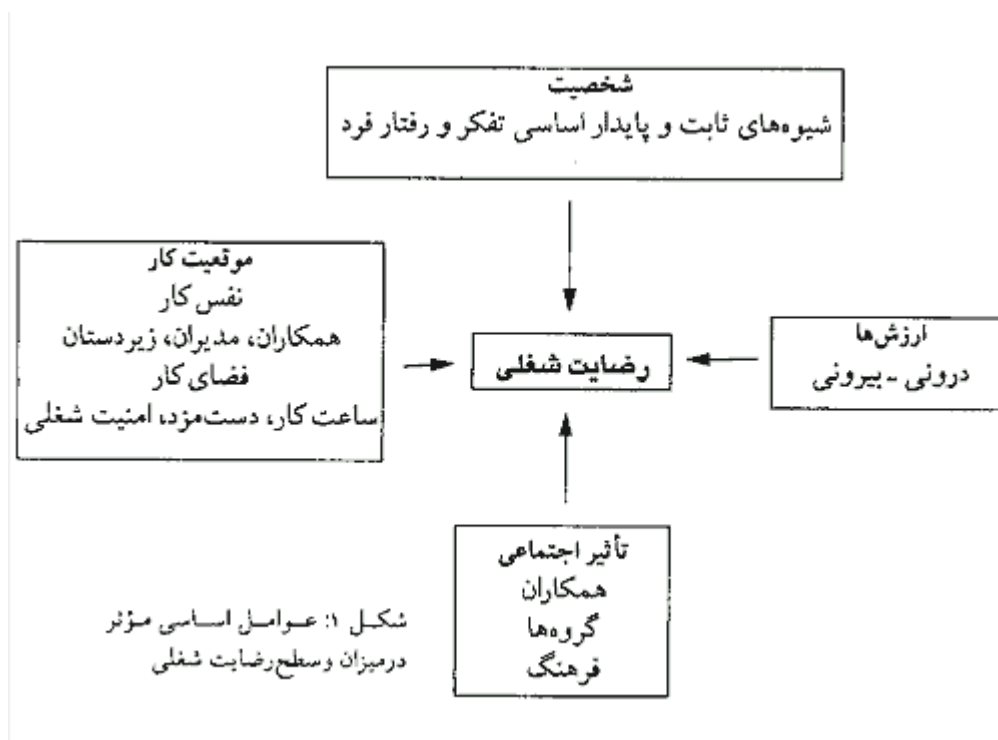 شخصیت
شیوه‌های ثابت و پایدار اساسی تفکر و رفتار فرد
موقعیت کار
نفس کار
همکاران، مدیران، زیردستان
فضای کار
ساعت کار، دست‌مزد، امنیت شغلی
رضایت شغلی
ارزش‌ها
درونی - بیرونی
تأثیر اجتماعی
همکاران
گروه‌ها
فرهنگ
شکل ۱: عوامل اساسی مؤثر
درمیزان وسطح رضایت شغلی